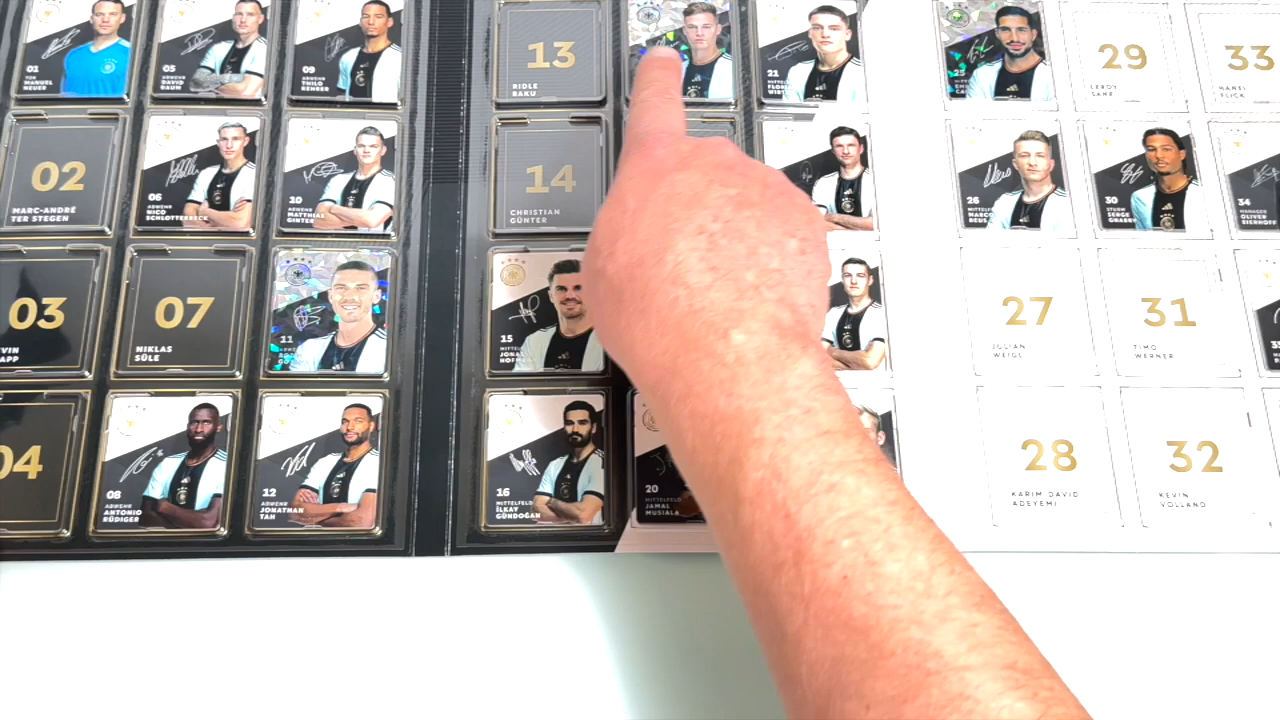 01
TOR
MANUEL
NEUER
05
ABWEHR
DAVID
RAUM
09
ABWEHR
THILO
KEHRER
13
RIDLE
BAKU
21
25
29
LEROY
SANÉ
33
HANSI
FLICK
02
MARC-ANDRÉ
TER STEGEN
06
ABWEHR
NICO
SCHLOTTERBECK
10
MATTHIAS
GINTER
14
CHRISTIAN
GÜNTER
26
MARCO
REUS
30
STURM
SERGE
GNABRY
34
MANAGER
OLIVER
BIERHOFF
03
07
NIKLAS
SÜLE
11
15
27
JULIAN
WEIGL
31
TIMO
WERNER
04
08
ABWEHR
ANTONIO
RÜDIGER
12
ABWEHR
JONATHAN
TAH
16
MITTELFELD
İLKAY
GÜNDOĞAN
20
MITTELFELD
JAMAL
MUSIALA
28
KARIM DAVID
ADEYEMI
32
KEVIN
VOLLAND